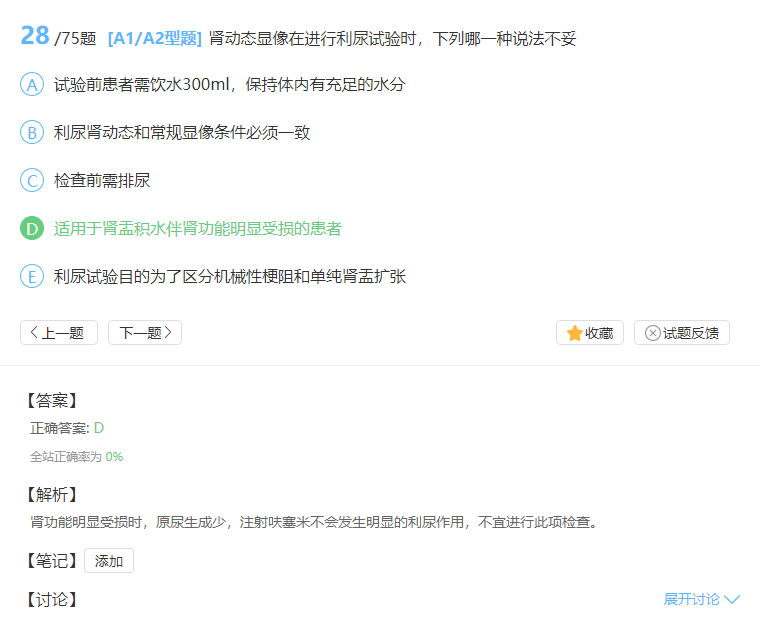 28 /75题 [A1/A2型题] 肾动态显像在进行利尿试验时，下列哪一种说法不妥
A 试验前患者需饮水300ml，保持体内有充足的水分
B 利尿肾动态和常规显像条件必须一致
C 检查前需排尿
D 适用于肾盂积水伴肾功能明显受损的患者
E 利尿试验目的为了区分机械性梗阻和单纯肾盂扩张
上一题 下一题 收藏 试题反馈
【答案】
正确答案: D
全站正确率为 0%
【解析】
肾功能明显受损时，原尿生成少，注射呋塞米不会发生明显的利尿作用，不宜进行此项检查。
【笔记】 添加
【讨论】 展开讨论